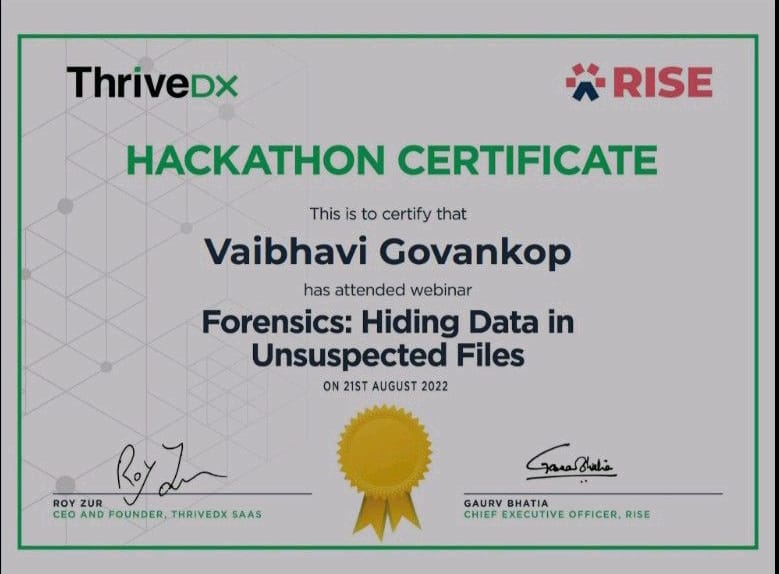 ThriveDX
RISE
HACKATHON CERTIFICATE
This is to certify that
Vaibhavi Govankop
has attended webinar
Forensics: Hiding Data in
Unsuspected Files
ON 21ST AUGUST 2022
Roy Zur
ROY ZUR
CEO AND FOUNDER, THRIVEDX SAAS
GAURV BHATIA
CHIEF EXECUTIVE OFFICER, RISE